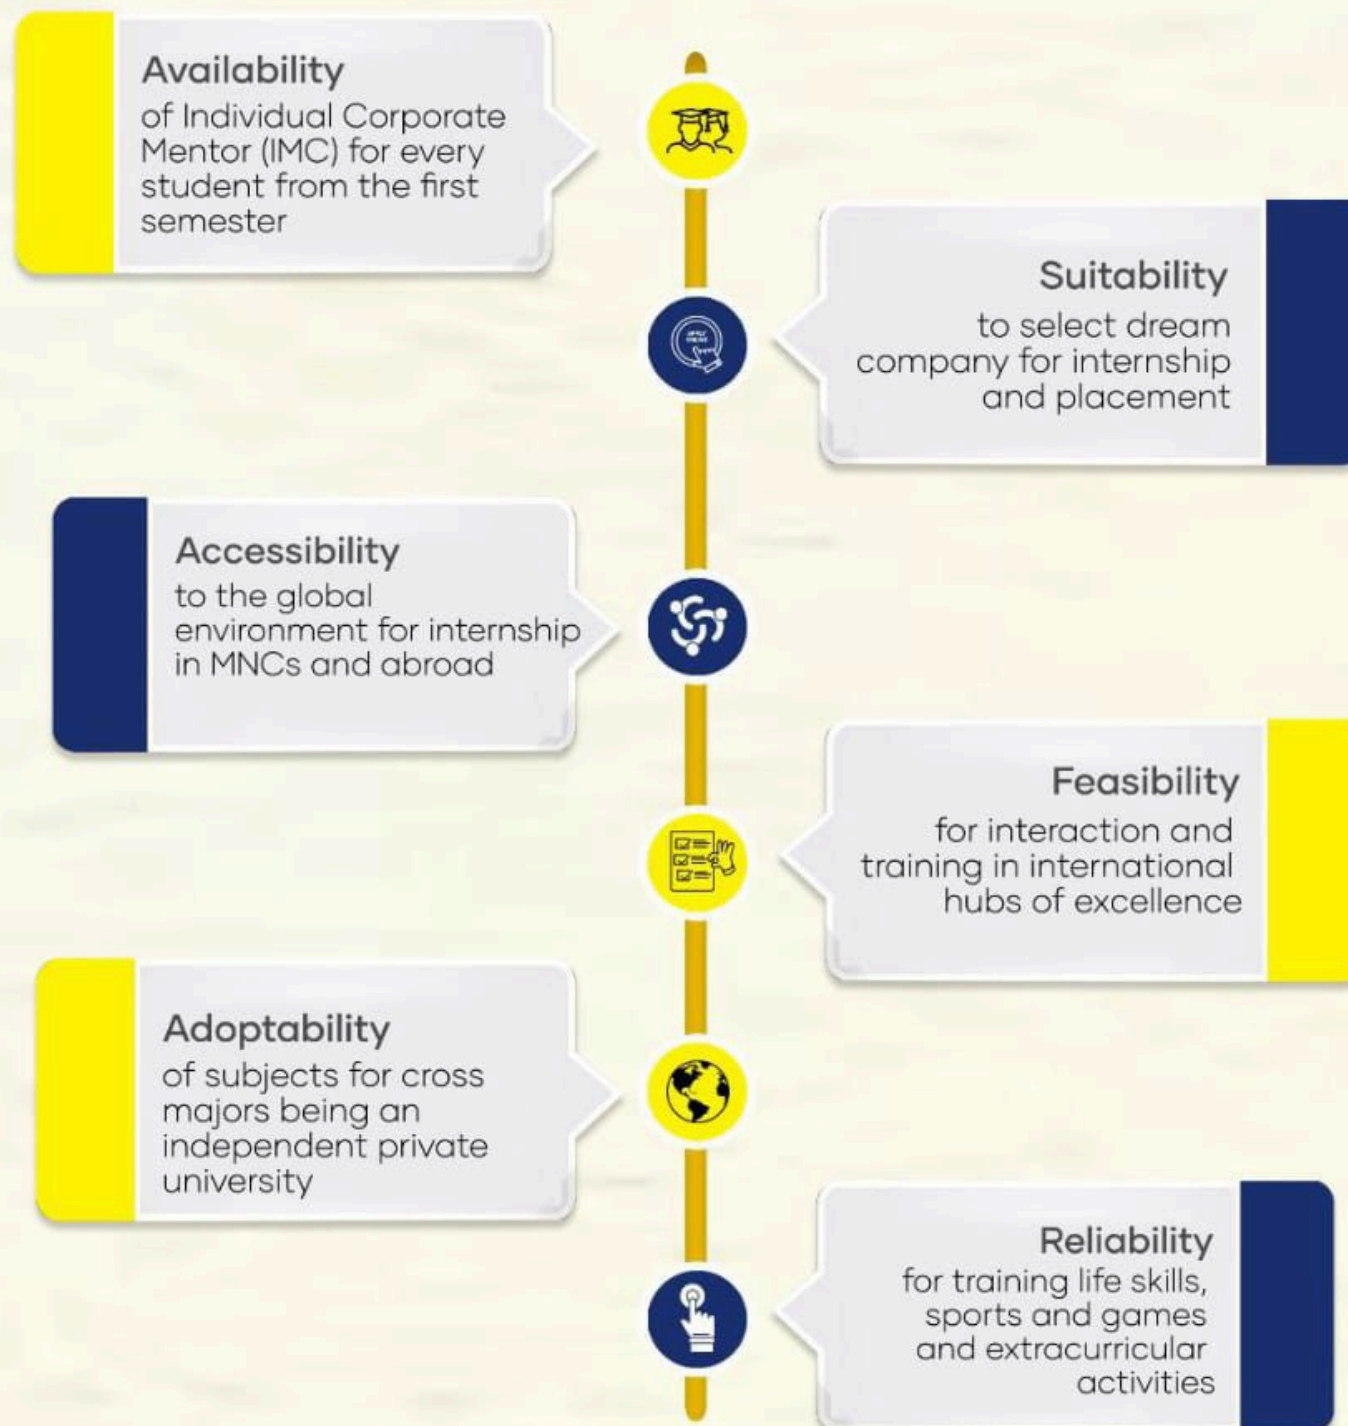 Availability
of Individual Corporate
Mentor (IMC) for every
student from the first
semester
Suitability
to select dream
company for internship
and placement
APPLY
ONLINE
Accessibility
to the global
environment for internship
in MNCs and abroad
Feasibility
for interaction and
training in international
hubs of excellence
Adoptability
of subjects for cross
majors being an
independent private
university
Reliability
for training life skills,
sports and games
and extracurricular
activities